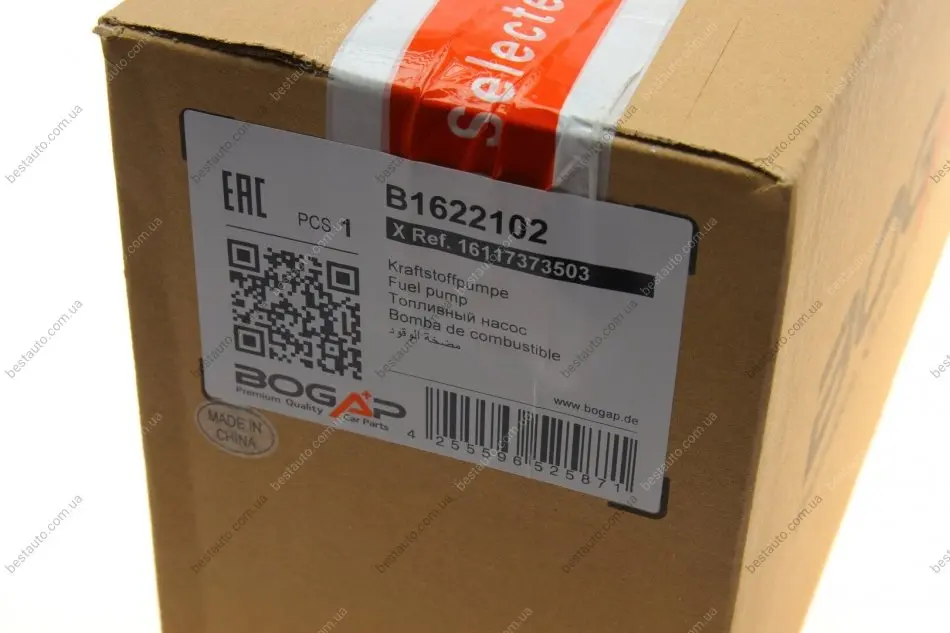 Selecte
EAC
PCS 1
B1622102
X Ref. 16117373503
Kraftstoffpumpe
Fuel pump
Топливный насос
Bomba de combustible
مضخة الوقود
BOGAP
Premium Quality Car Parts
www.bogap.de
4 255596 525871
MADE IN
CHINA
bestauto.com.ua